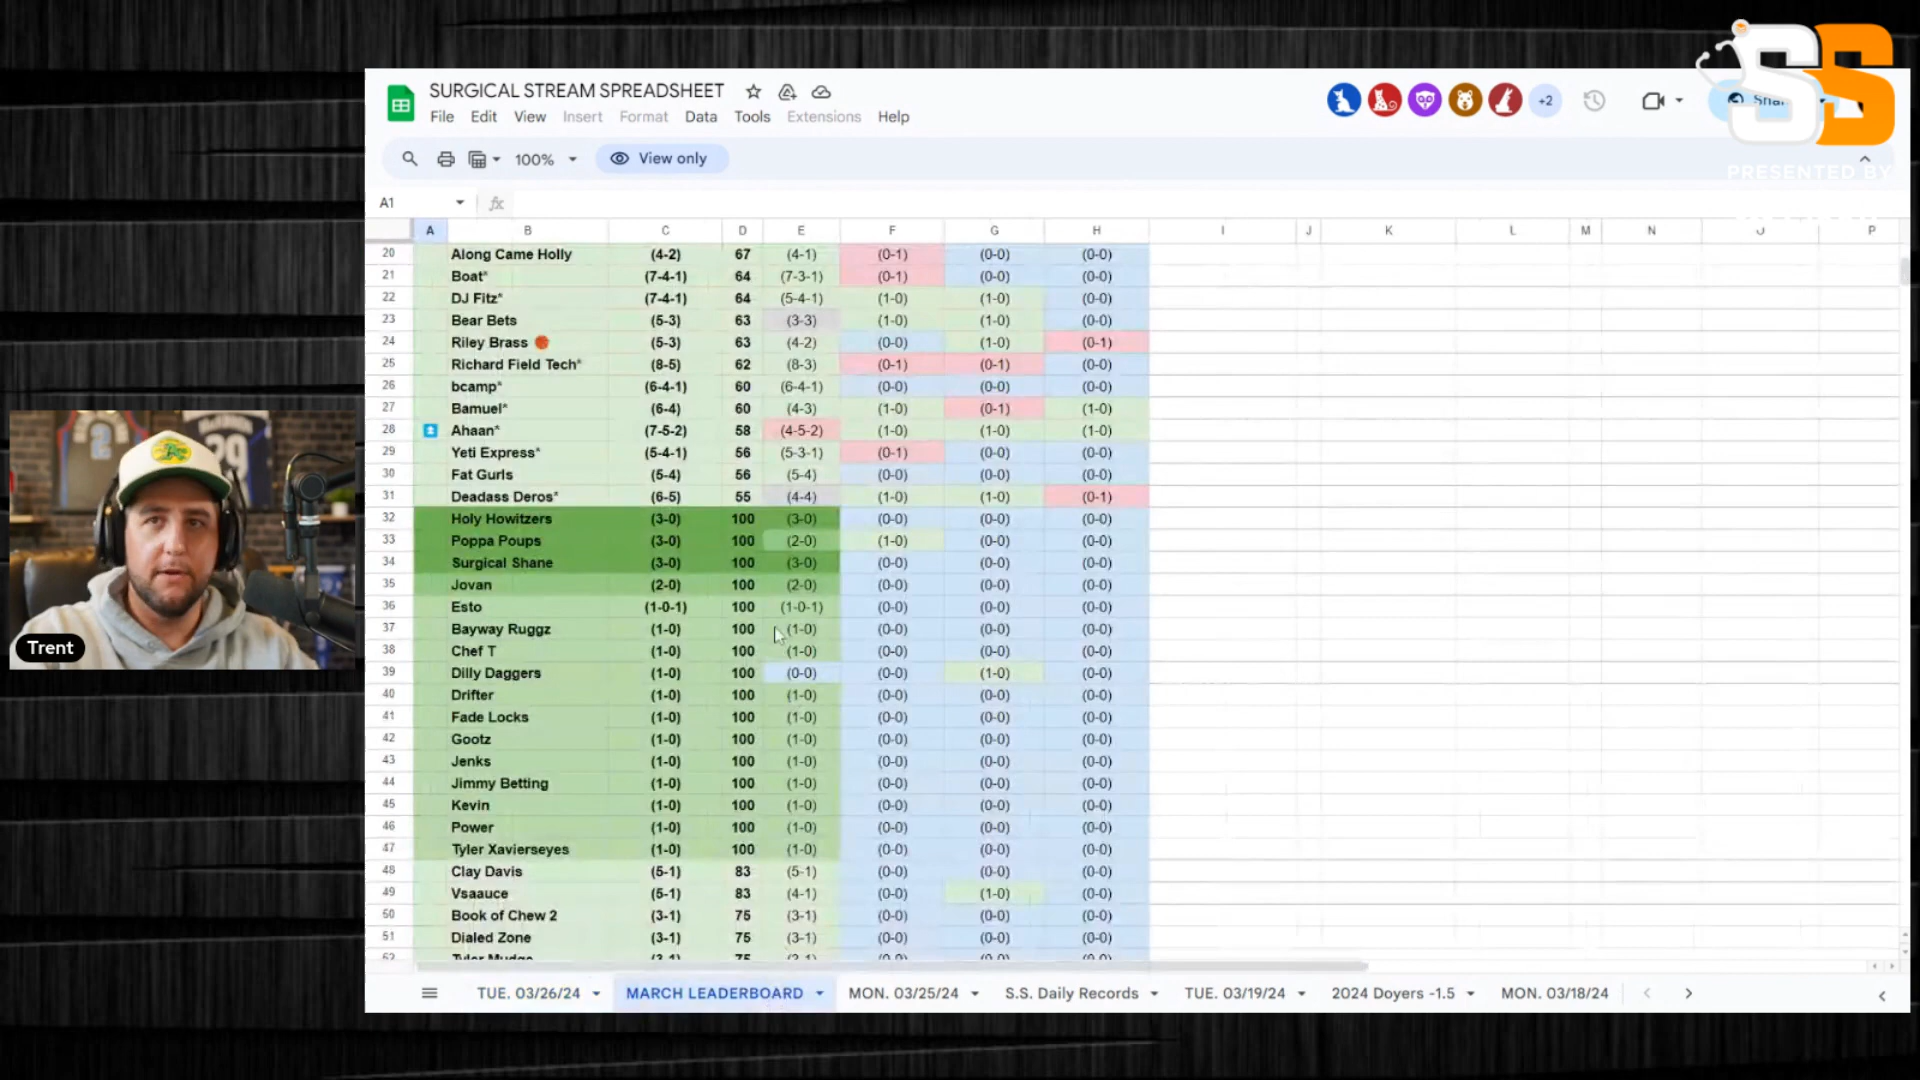 SS
PRESENTED BY
SURGICAL STREAM SPREADSHEET
+2
File Edit View Insert Format Data Tools Extensions Help
100% View only
A1 fx
A B C D E F G H I J K L M N O P
20 Along Came Holly (4-2) 67 (4-1) (0-1) (0-0) (0-0)
21 Boat* (7-4-1) 64 (7-3-1) (0-1) (0-0) (0-0)
22 DJ Fitz* (7-4-1) 64 (5-4-1) (1-0) (1-0) (0-0)
23 Bear Bets (5-3) 63 (3-3) (1-0) (1-0) (0-0)
24 Riley Brass (5-3) 63 (4-2) (0-0) (1-0) (0-1)
25 Richard Field Tech* (8-5) 62 (8-3) (0-1) (0-1) (0-0)
26 bcamp* (6-4-1) 60 (6-4-1) (0-0) (0-0) (0-0)
27 Bamuel* (6-4) 60 (4-3) (1-0) (0-1) (1-0)
28 Ahaan* (7-5-2) 58 (4-5-2) (1-0) (1-0) (1-0)
29 Yeti Express* (5-4-1) 56 (5-3-1) (0-1) (0-0) (0-0)
30 Fat Gurls (5-4) 56 (5-4) (0-0) (0-0) (0-0)
31 Deadass Deros* (6-5) 55 (4-4) (1-0) (1-0) (0-1)
32 Holy Howitzers (3-0) 100 (3-0) (0-0) (0-0) (0-0)
33 Poppa Poups (3-0) 100 (2-0) (1-0) (0-0) (0-0)
34 Surgical Shane (3-0) 100 (3-0) (0-0) (0-0) (0-0)
35 Jovan (2-0) 100 (2-0) (0-0) (0-0) (0-0)
36 Esto (1-0-1) 100 (1-0-1) (0-0) (0-0) (0-0)
37 Bayway Ruggz (1-0) 100 (1-0) (0-0) (0-0) (0-0)
38 Chef T (1-0) 100 (1-0) (0-0) (0-0) (0-0)
39 Dilly Daggers (1-0) 100 (0-0) (0-0) (1-0) (0-0)
40 Drifter (1-0) 100 (1-0) (0-0) (0-0) (0-0)
41 Fade Locks (1-0) 100 (1-0) (0-0) (0-0) (0-0)
42 Gootz (1-0) 100 (1-0) (0-0) (0-0) (0-0)
43 Jenks (1-0) 100 (1-0) (0-0) (0-0) (0-0)
44 Jimmy Betting (1-0) 100 (1-0) (0-0) (0-0) (0-0)
45 Kevin (1-0) 100 (1-0) (0-0) (0-0) (0-0)
46 Power (1-0) 100 (1-0) (0-0) (0-0) (0-0)
47 Tyler Xavierseyes (1-0) 100 (1-0) (0-0) (0-0) (0-0)
48 Clay Davis (5-1) 83 (5-1) (0-0) (0-0) (0-0)
49 Vsaauce (5-1) 83 (4-1) (0-0) (1-0) (0-0)
50 Book of Chew 2 (3-1) 75 (3-1) (0-0) (0-0) (0-0)
51 Dialed Zone (3-1) 75 (3-1) (0-0) (0-0) (0-0)
TUE. 03/26/24 MARCH LEADERBOARD MON. 03/25/24 S.S. Daily Records TUE. 03/19/24 2024 Doyers -1.5 MON. 03/18/24
Trent